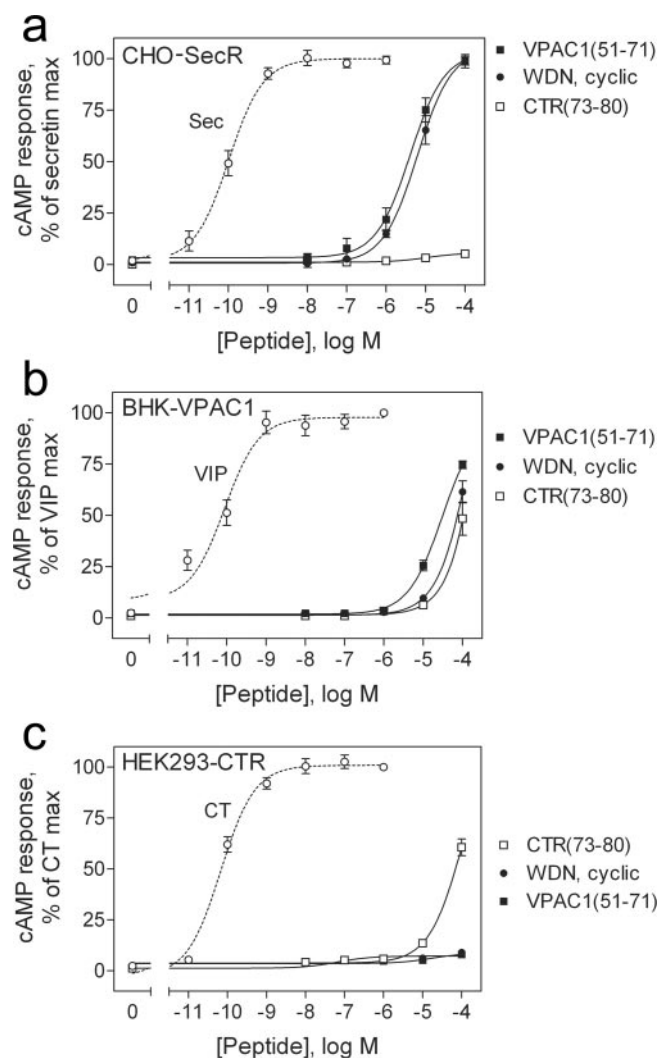 a
CHO-SecR
cAMP response,
% of secretin max
100
75
50
25
0
Sec
0 -11 -10 -9 -8 -7 -6 -5 -4
[Peptide], log M
VPAC1(51-71)
WDN, cyclic
CTR(73-80)
b
BHK-VPAC1
cAMP response,
% of VIP max
100
75
50
25
0
VIP
0 -11 -10 -9 -8 -7 -6 -5 -4
[Peptide], log M
VPAC1(51-71)
WDN, cyclic
CTR(73-80)
c
HEK293-CTR
cAMP response,
% of CT max
100
75
50
25
0
CT
0 -11 -10 -9 -8 -7 -6 -5 -4
[Peptide], log M
CTR(73-80)
WDN, cyclic
VPAC1(51-71)